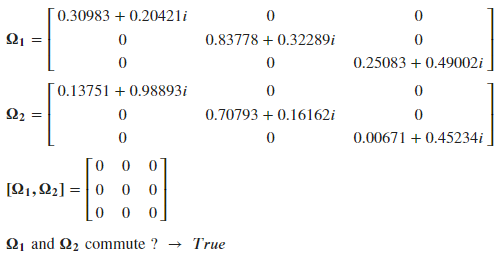 0.30983 + 0.20421i 0 0
Ω₁ = 0 0.83778 + 0.32289i 0
0 0 0.25083 + 0.49002i
0.13751 + 0.98893i 0 0
Ω₂ = 0 0.70793 + 0.16162i 0
0 0 0.00671 + 0.45234i
0 0 0
[Ω₁, Ω₂] = 0 0 0
0 0 0
Ω₁ and Ω₂ commute ? → True